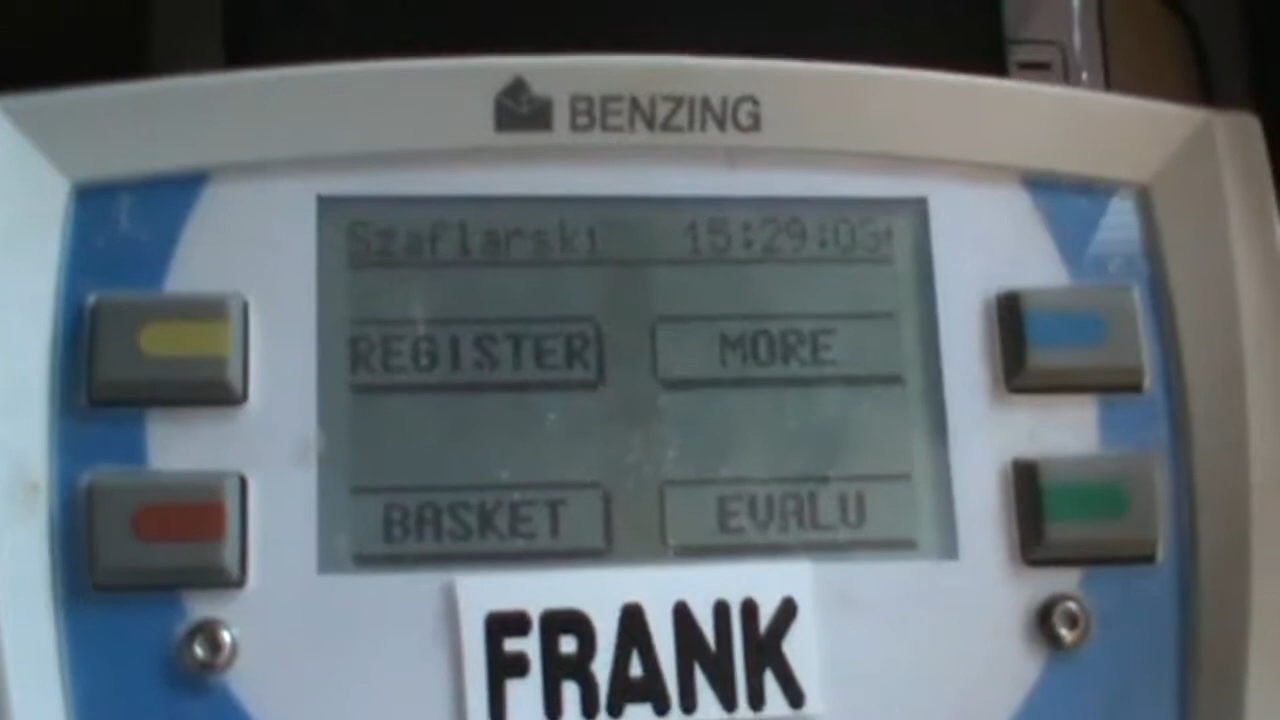 BENZING
Szaflarski 15:29:03
REGISTER MORE
BASKET EVALU
FRANK